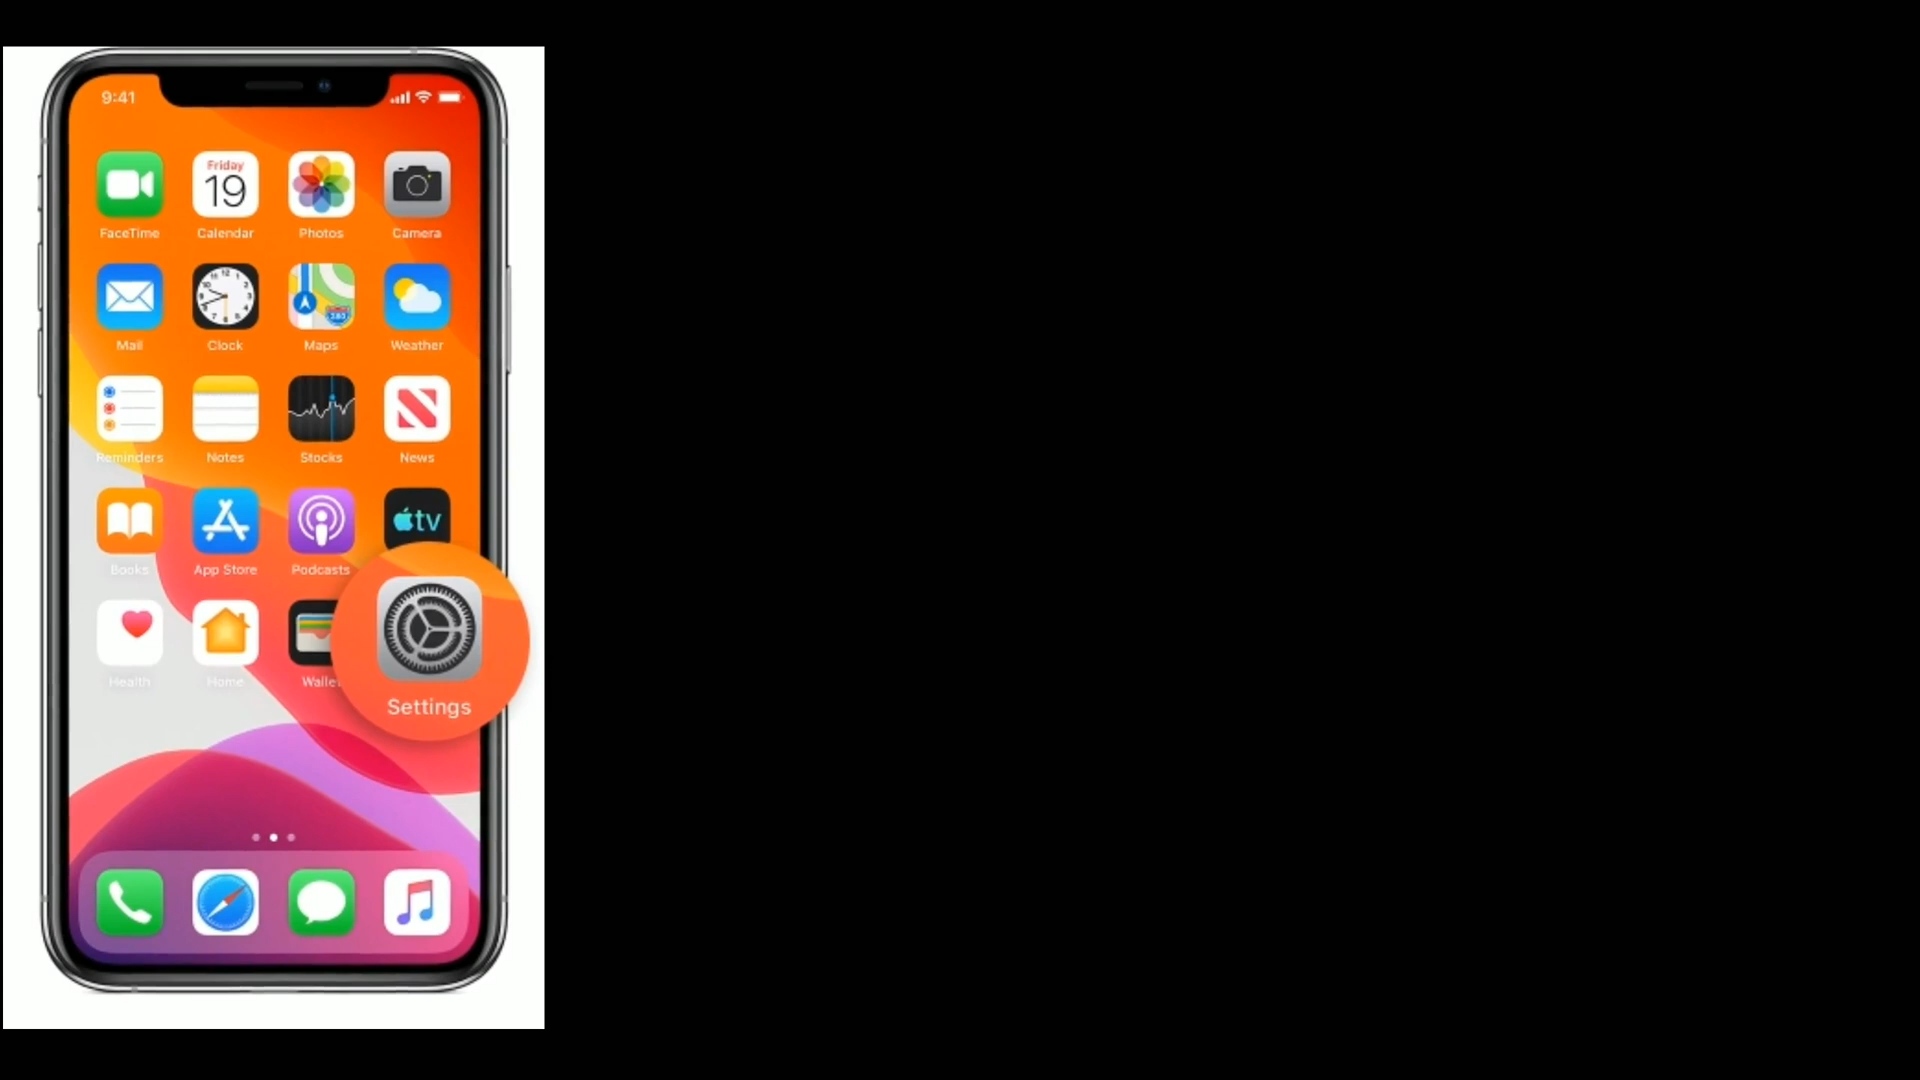 9:41
Friday
19
FaceTime
Calendar
Photos
Camera
Mail
Clock
Maps
Weather
Reminders
Notes
Stocks
News
tv
Books
App Store
Podcasts
Health
Home
Walle
Settings